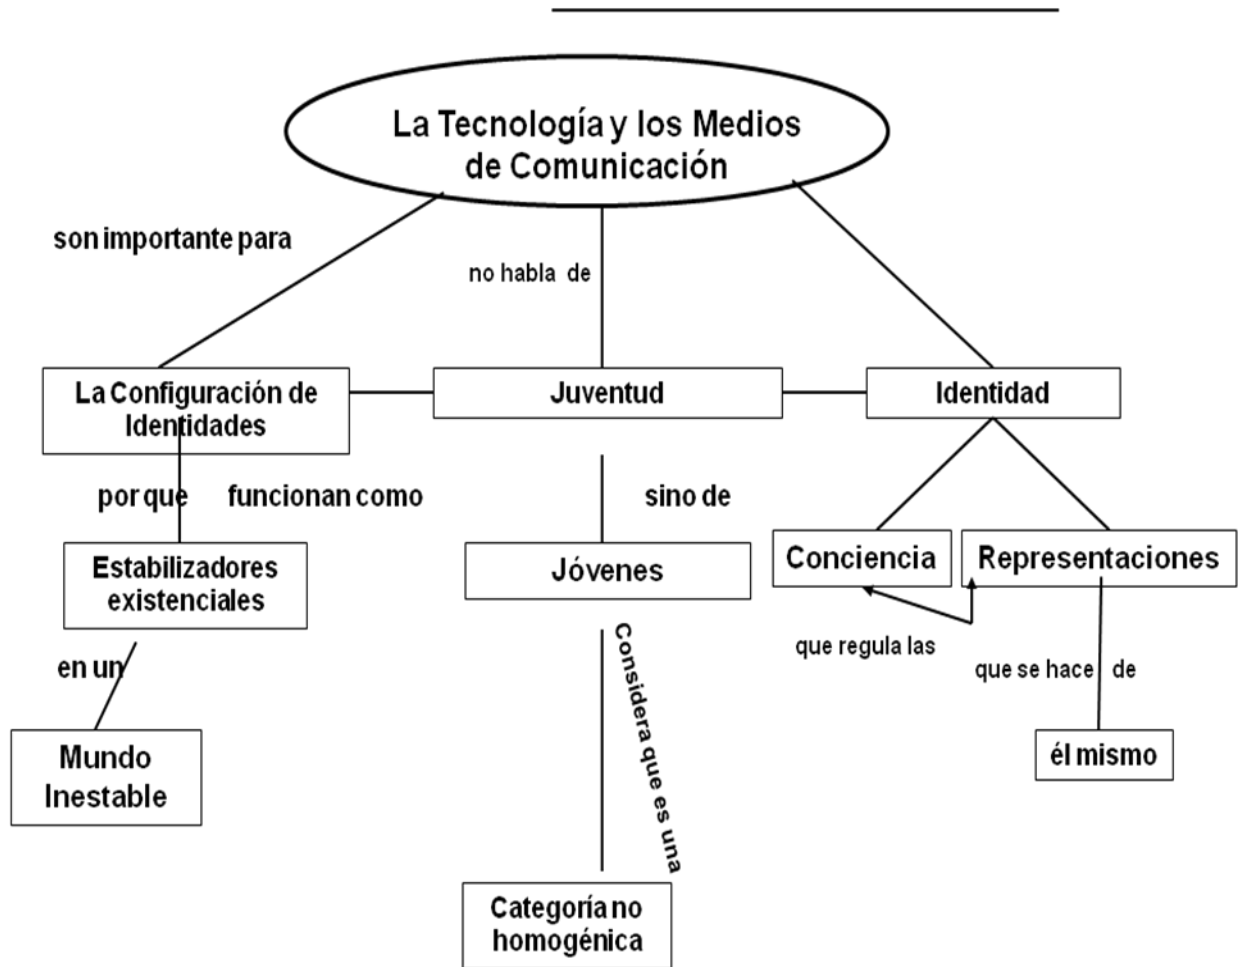 La Tecnología y los Medios
de Comunicación
son importante para
no habla de
La Configuración de
Identidades
Juventud
Identidad
por que funcionan como
sino de
Estabilizadores
existenciales
Jóvenes
Conciencia
Representaciones
en un
Considera que es una
que regula las
que se hace de
Mundo
Inestable
él mismo
Categoría no
homogénica